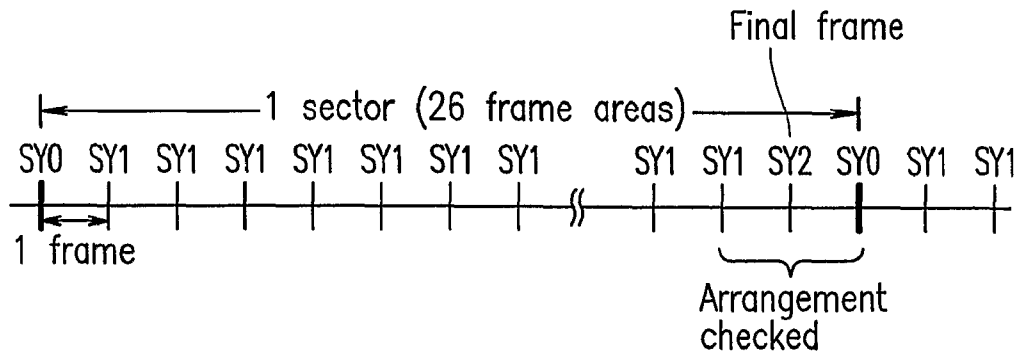 Final frame
1 sector (26 frame areas)
SY0 SY1 SY1 SY1 SY1 SY1 SY1 SY1 SY1 SY1 SY2 SY0 SY1 SY1
1 frame
Arrangement
checked